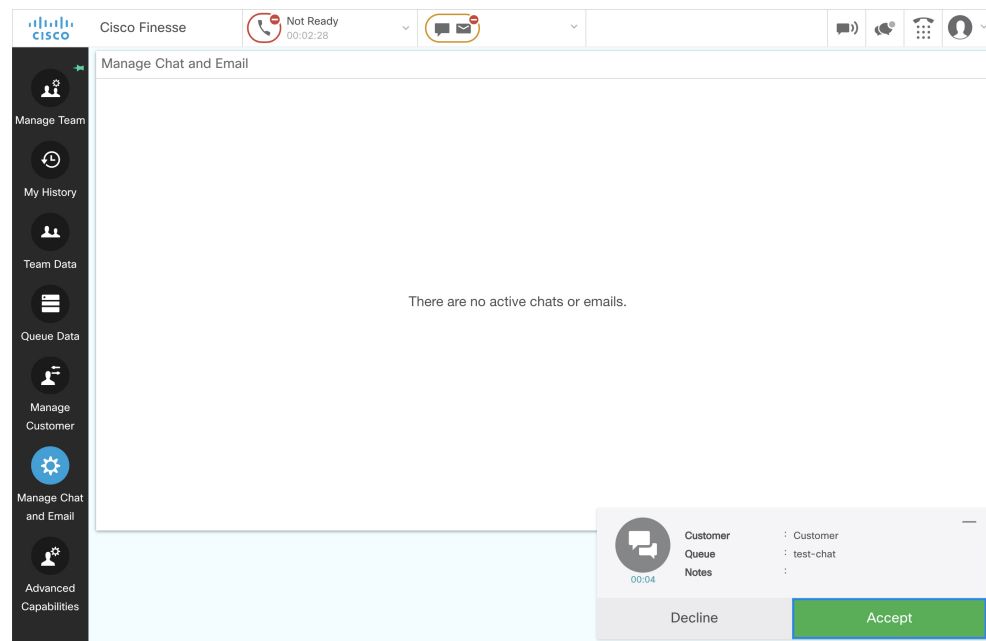 CISCO
Cisco Finesse
Not Ready
00:02:28
Manage Chat and Email
Manage Team
My History
Team Data
Queue Data
Manage
Customer
Manage Chat
and Email
Advanced
Capabilities
There are no active chats or emails.
Customer : Customer
Queue : test-chat
Notes :
00:04
Decline
Accept